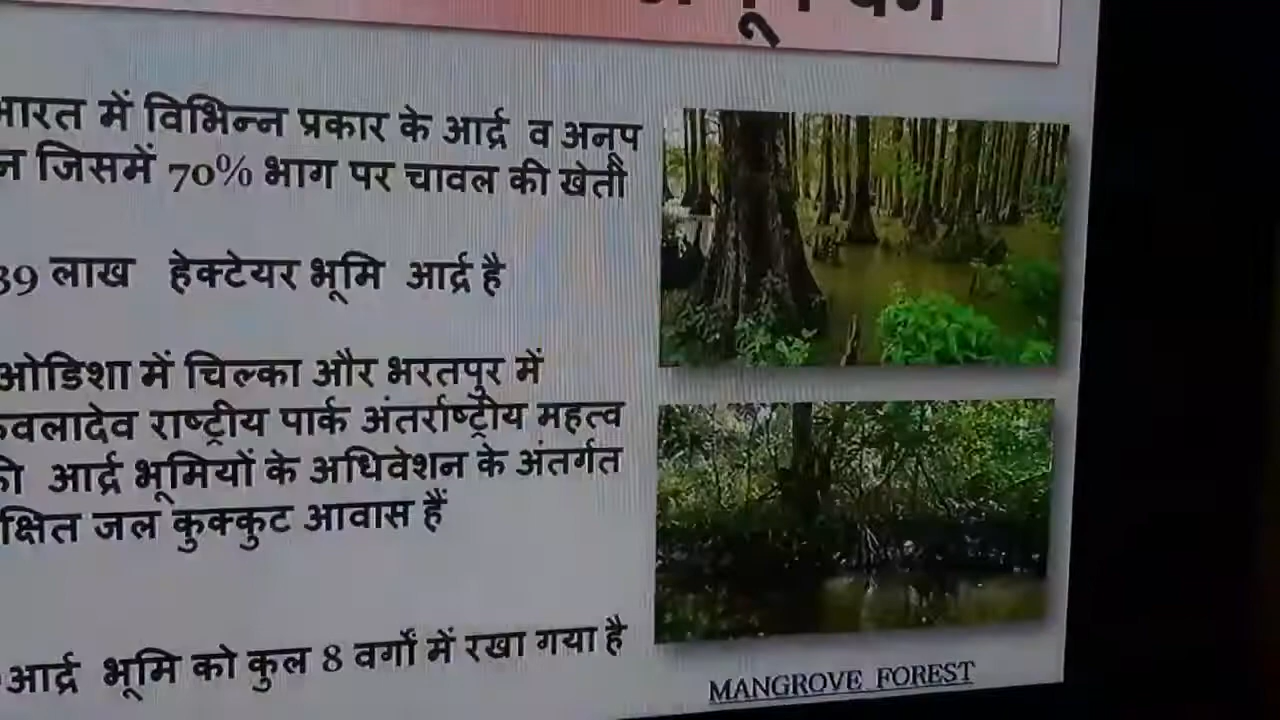 भारत में विभिन्न प्रकार के आर्द्र व अनूप
जिसमें 70% भाग पर चावल की खेती
39 लाख हेक्टेयर भूमि आर्द्र है
ओडिशा में चिल्का और भरतपुर में
राष्ट्रीय पार्क अंतर्राष्ट्रीय महत्व
आर्द्र भूमियों के अधिवेशन के अंतर्गत
जल कुक्कुट आवास हैं
आर्द्र भूमि को कुल 8 वर्गों में रखा गया है
MANGROVE FOREST